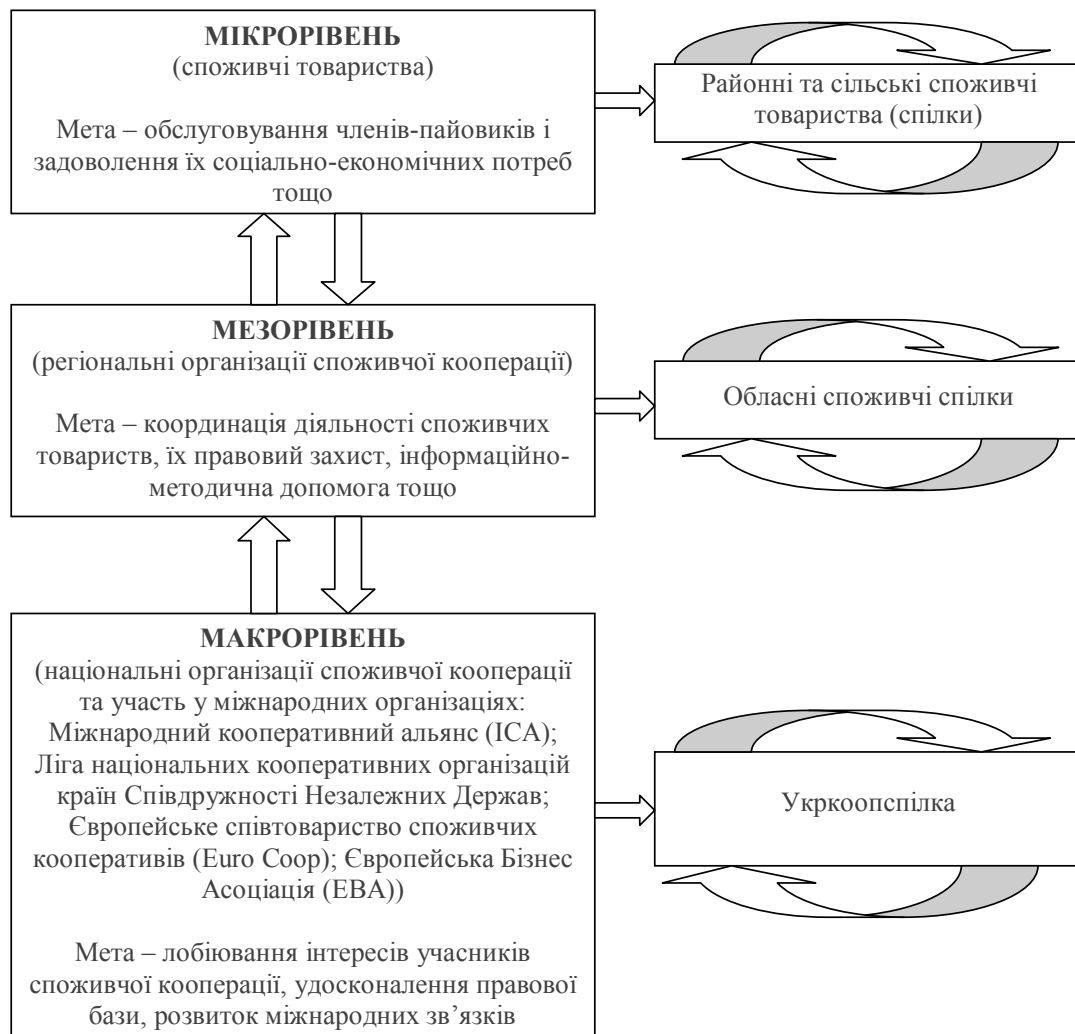 МІКРОРІВЕНЬ
(споживчі товариства)
Мета – обслуговування членів-пайовиків і
задоволення їх соціально-економічних потреб
тощо
Районні та сільські споживчі
товариства (спілки)
МЕЗОРІВЕНЬ
(регіональні організації споживчої кооперації)
Мета – координація діяльності споживчих
товариств, їх правовий захист, інформаційно-
методична допомога тощо
Обласні споживчі спілки
МАКРОРІВЕНЬ
(національні організації споживчої кооперації
та участь у міжнародних організаціях:
Міжнародний кооперативний альянс (ICA);
Ліга національних кооперативних організацій
країн Співдружності Незалежних Держав;
Європейське співтовариство споживчих
кооперативів (Euro Coop); Європейська Бізнес
Асоціація (EBA))
Мета – лобіювання інтересів учасників
споживчої кооперації, удосконалення правової
бази, розвиток міжнародних зв’язків
Укркоопспілка